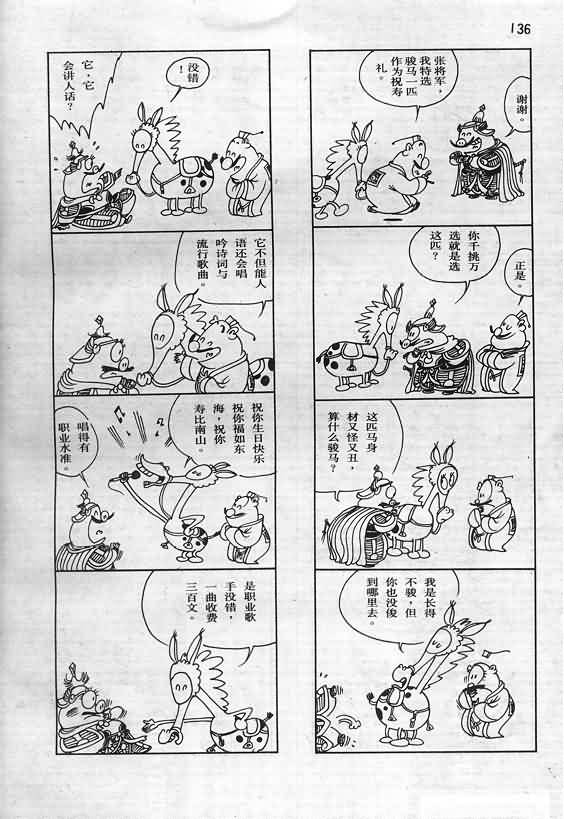 136
张将军，
我特选
骏马一匹
作为祝寿
礼。
谢谢。
你千挑万
选就是选
这匹？
正是。
这匹马身
材又怪又丑，
算什么骏马？
我是长得
不骏，但
你也没俊
到哪里去。
没错
！
它，它
会讲人话？
它不但能人
语还会唱
吟诗词与
流行歌曲。
祝你生日快乐
祝你福如东
海，祝你
寿比南山。
唱得有
职业水准。
是职业歌
手没错，
一曲收费
三百文。